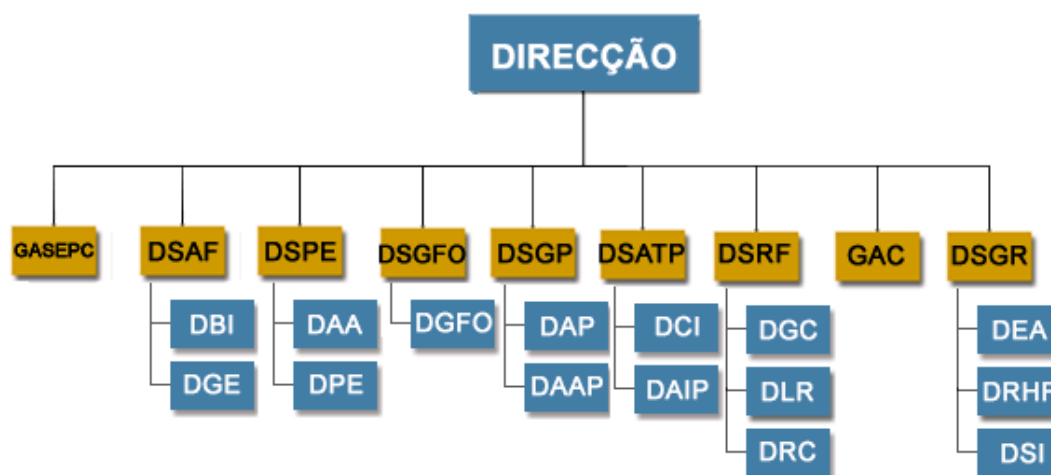 DIRECÇÃO
GASEPC
DSAF
DSPE
DSGFO
DSGP
DSATP
DSRF
GAC
DSGR
DBI
DAA
DGFO
DAP
DCI
DGC
DEA
DGE
DPE
DAAP
DAIP
DLR
DRHF
DRC
DSI